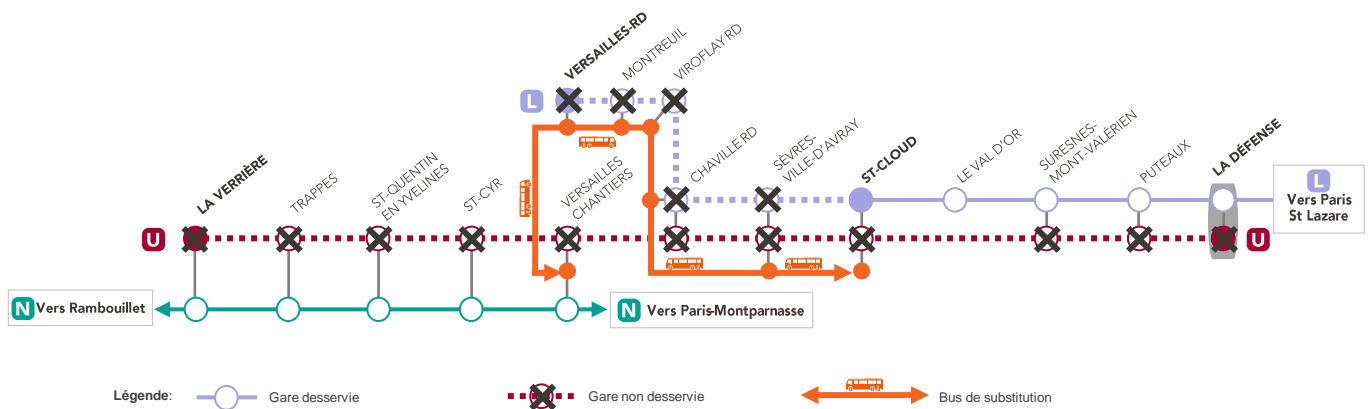 VERSAILLES-RD
MONTREUIL
VIROFLAY RD
L
LA VERRIÈRE
TRAPPES
ST-QUENTIN
EN YVELINES
ST-CYR
VERSAILLES
CHANTIERS
CHAVILLE RD
SÈVRES-
VILLE-D'AVRAY
ST-CLOUD
LE VAL D'OR
SURESNES-
MONT-VALÉRIEN
PUTEAUX
LA DÉFENSE
L
Vers Paris
St Lazare
U
U
N Vers Rambouillet
N Vers Paris-Montparnasse
Légende:
Gare desservie
Gare non desservie
Bus de substitution